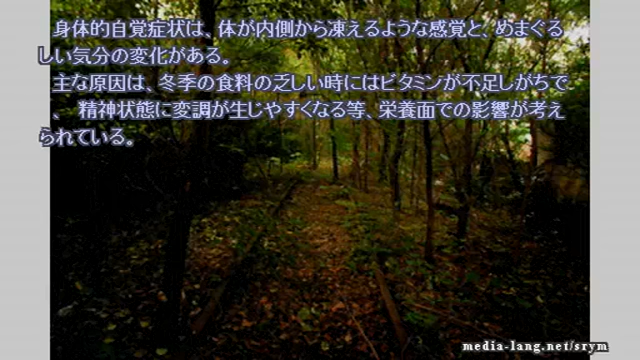 身体的自覚症状は、体が内側から凍えるような感覚と、めまぐる
しい気分の変化がある。
主な原因は、冬季の食料の乏しい時にはビタミンが不足しがちで
、 精神状態に変調が生じやすくなる等、栄養面での影響が考え
られている。
media-lang.net/srym